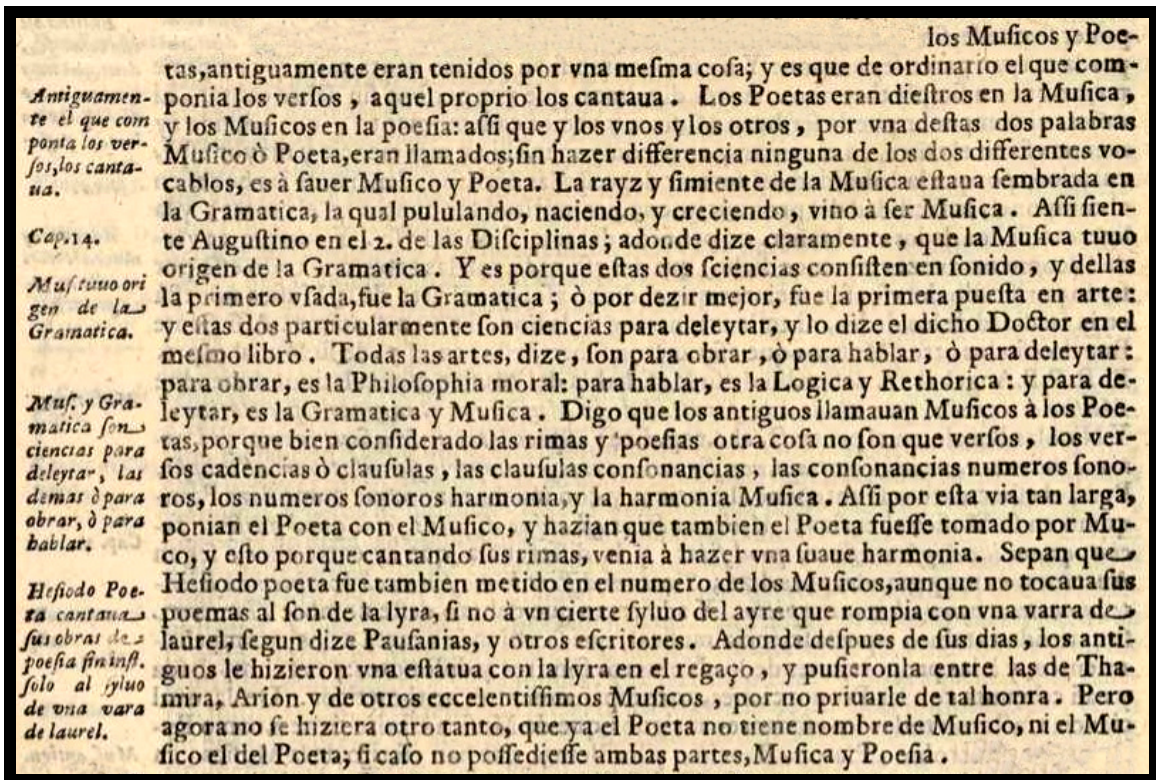 los Muſicos y Poe-
tas,antiguamente eran tenidos por vna meſma coſa; y es que de ordinario el que com-
ponia los verſos , aquel proprio los cantaua . Los Poetas eran dieſtros en la Muſica ,
y los Muſicos en la poeſia: aſſi que y los vnos y los otros , por vna deſtas dos palabras
Muſico ò Poeta,eran llamados;ſin hazer differencia ninguna de los dos differentes vo-
cablos, es à ſauer Muſico y Poeta. La rayz y ſimiente de la Muſica eſtaua ſembrada en
la Gramatica, la qual pululando, naciendo, y creciendo , vino à ſer Muſica . Aſſi ſien-
te Auguſtino en el 2. de las Diſciplinas ; adonde dize claramente , que la Muſica tuuo
origen de la Gramatica . Y es porque eſtas dos ſciencias conſiſten en ſonido , y dellas
la primero vſada,fue la Gramatica ; ò por dezir mejor, fue la primera pueſta en arte:
y eſtas dos particularmente ſon ciencias para deleytar, y lo dize el dicho Doctor en el
meſmo libro . Todas las artes, dize , ſon para obrar , ò para hablar , ò para deleytar :
para obrar, es la Philoſophia moral: para hablar, es la Logica y Rethorica : y para de-
leytar, es la Gramatica y Muſica . Digo que los antiguos llamauan Muſicos à los Poe-
tas,porque bien conſiderado las rimas y poeſias otra coſa no ſon que verſos , los ver-
ſos cadencias ò clauſulas , las clauſulas conſonancias , las conſonancias numeros ſono-
ros, los numeros ſonoros harmonia,y la harmonia Muſica . Aſſi por eſta via tan larga,
ponian el Poeta con el Muſico, y hazian que tambien el Poeta fueſſe tomado por Mu-
co, y eſto porque cantando ſus rimas, venia à hazer vna ſuaue harmonia. Sepan que
Heſiodo poeta fue tambien metido en el numero de los Muſicos,aunque no tocaua ſus
poemas al ſon de la lyra, ſi no à vn cierte ſyluo del ayre que rompia con vna varra de
laurel, ſegun dize Pauſanias, y otros eſcritores. Adonde deſpues de ſus dias, los anti-
guos le hizieron vna eſtatua con la lyra en el regaço , y puſieronla entre las de Tha-
mira, Arion y de otros eccelentiſſimos Muſicos , por no priuarle de tal honra. Pero
agora no ſe hiziera otro tanto, que ya el Poeta no tiene nombre de Muſico, ni el Mu-
ſico el del Poeta; ſi caſo no poſſedieſſe ambas partes,Muſica y Poeſia .
Antiguamen-
te el que com
ponia los ver-
ſos,los canta-
ua.
Cap.14.
Muſ tuuo ori
gen de la
Gramatica.
Muſ. y Gra-
matica ſon
ciencias para
deleytar, las
demas ò para
obrar, ò para
hablar.
Heſiodo Poe-
ta cantaua
ſus obras de
poeſia ſin inſt.
ſolo al ſyluo
de vna vara
de laurel.